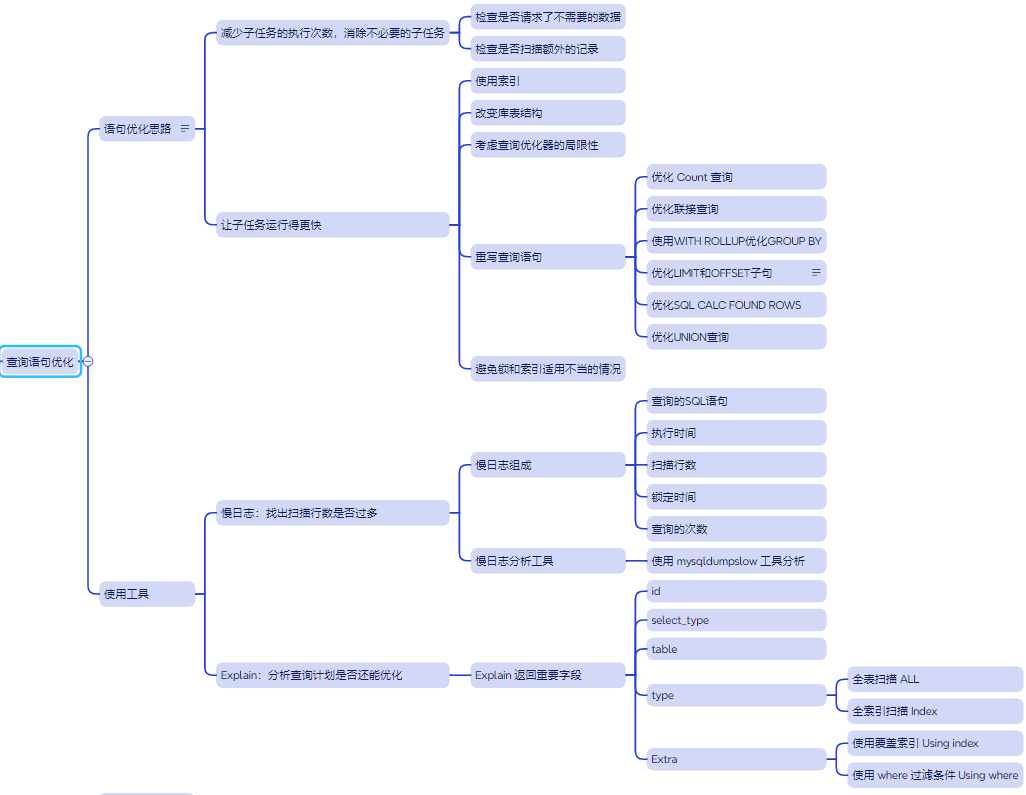 查询语句优化
语句优化思路
减少子任务的执行次数，消除不必要的子任务
检查是否请求了不需要的数据
检查是否扫描额外的记录
让子任务运行得更快
使用索引
改变库表结构
考虑查询优化器的局限性
重写查询语句
优化 Count 查询
优化联接查询
使用WITH ROLLUP优化GROUP BY
优化LIMIT和OFFSET子句
优化SQL CALC FOUND ROWS
优化UNION查询
避免锁和索引适用不当的情况
使用工具
慢日志：找出扫描行数是否过多
慢日志组成
查询的SQL语句
执行时间
扫描行数
锁定时间
查询的次数
慢日志分析工具
使用 mysqldumpslow 工具分析
Explain：分析查询计划是否还能优化
Explain 返回重要字段
id
select_type
table
type
全表扫描 ALL
全索引扫描 Index
Extra
使用覆盖索引 Using index
使用 where 过滤条件 Using where